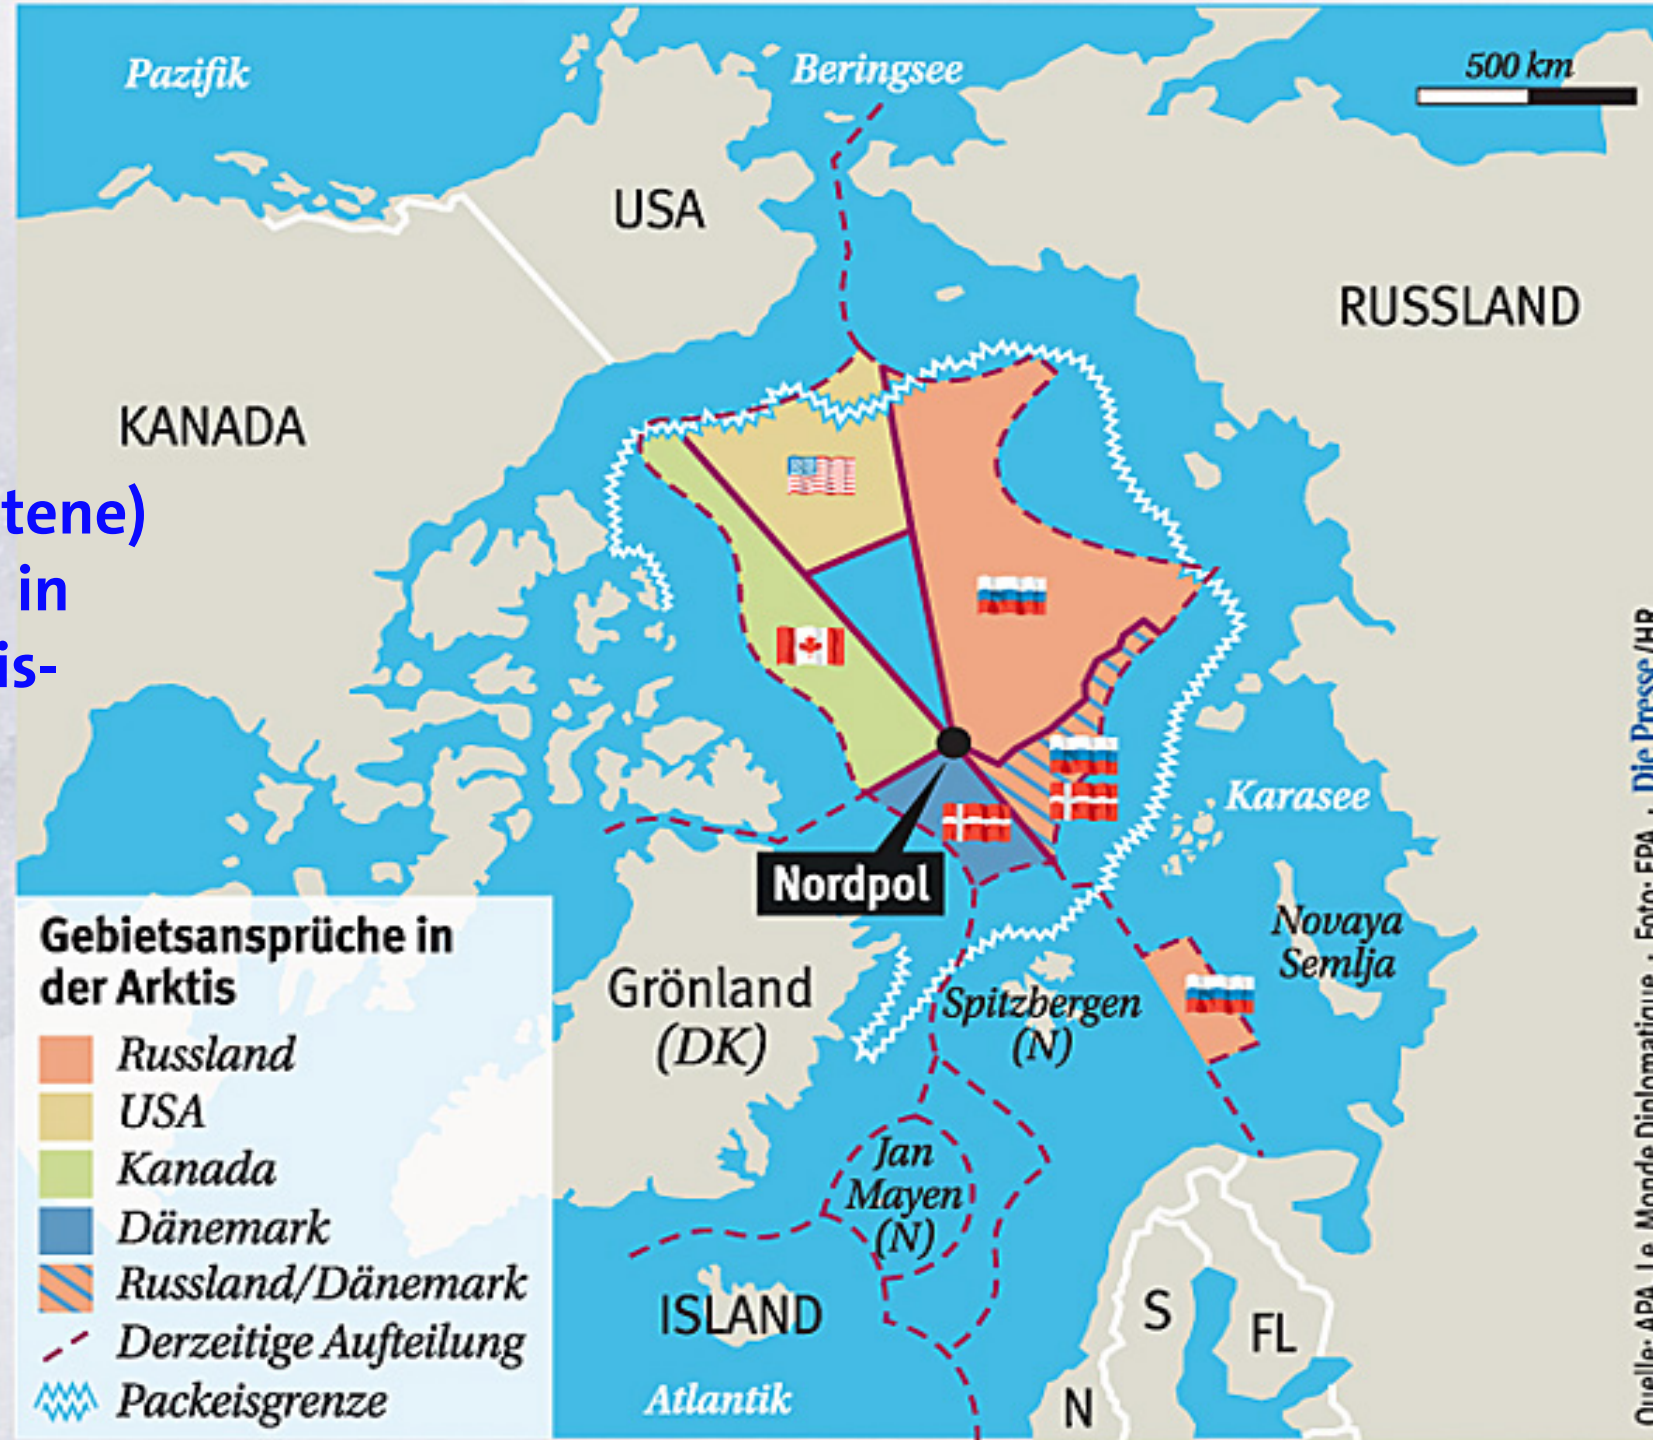 Pazifik
Beringsee
500 km
USA
RUSSLAND
KANADA
tene)
in
is-
Karasee
Nordpol
Novaya
Semlja
Grönland
(DK)
Spitzbergen
(N)
Gebietsansprüche in
der Arktis
Russland
USA
Kanada
Dänemark
Russland/Dänemark
Derzeitige Aufteilung
Packeisgrenze
Jan
Mayen
(N)
ISLAND
Atlantik
S
FL
N
Quelle: APA, Le Monde Diplomatique · Foto: EPA · Die Presse/HR